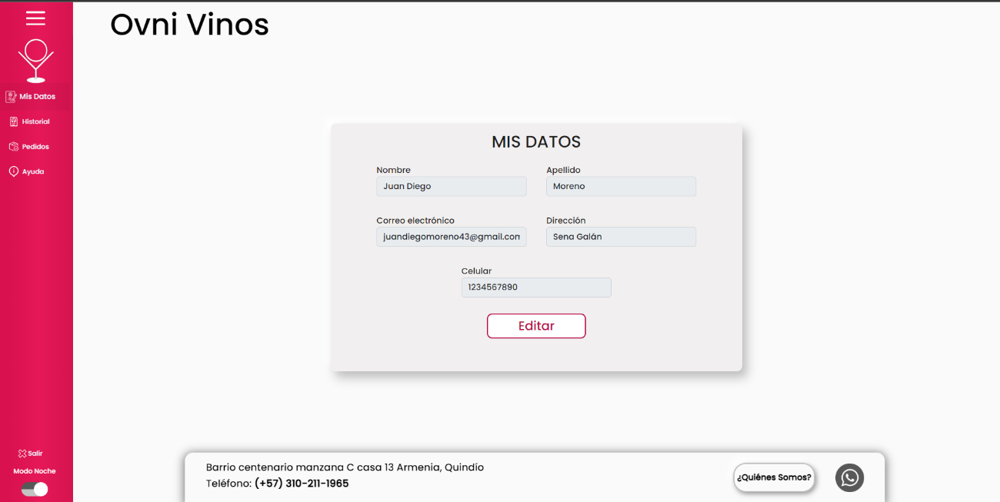 Ovni Vinos
Mis Datos
Historial
Pedidos
Ayuda
Salir
Modo Noche
MIS DATOS
Nombre
Apellido
Juan Diego
Moreno
Correo electrónico
Dirección
juandiegomoreno43@gmail.com
Sena Galán
Celular
1234567890
Editar
Barrio centenario manzana C casa 13 Armenia, Quindío
Teléfono: (+57) 310-211-1965
¿Quiénes Somos?